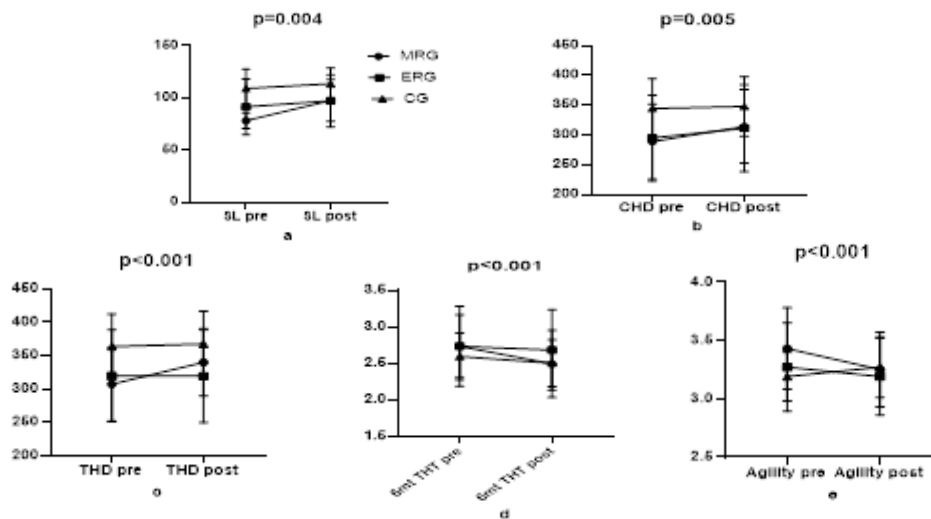 p=0.004
150
100
50
0
SL pre SL post
a
MRG
ERG
CG
p=0.005
450
400
350
300
250
200
CHD pre CHD post
b
p<0.001
450
400
350
300
250
200
THD pre THD post
c
p<0.001
3.5
3.0
2.5
2.0
1.5
6mt THT pre 6mt THT post
d
p<0.001
4.0
3.5
3.0
2.5
Agility pre Agility post
e